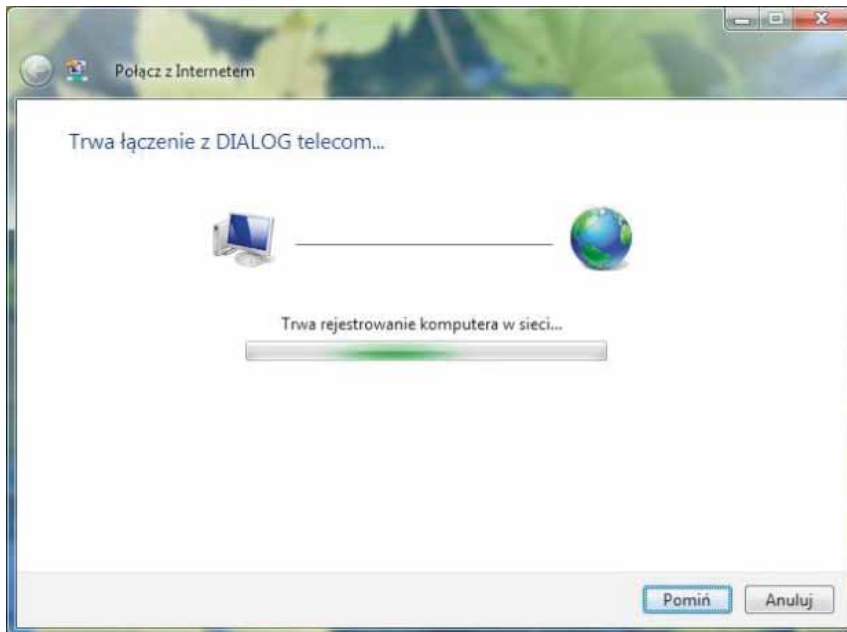 Połącz z Internetem
Trwa łączenie z DIALOG telecom...
Trwa rejestrowanie komputera w sieci...
Pomiń
Anuluj